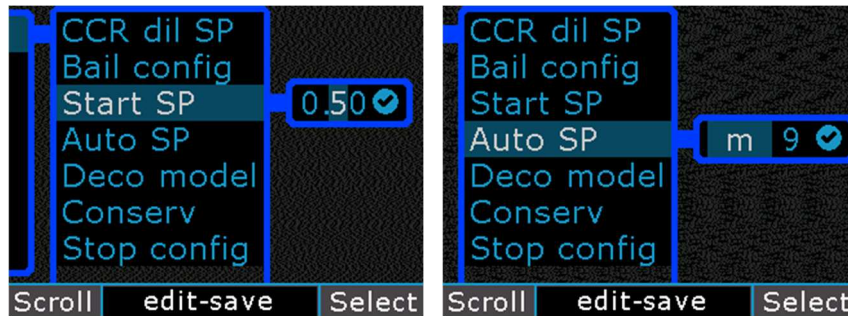 CCR dil SP
Bail config
Start SP 0.50
Auto SP
Deco model
Conserv
Stop config
Scroll edit-save Select
CCR dil SP
Bail config
Start SP
Auto SP m 9
Deco model
Conserv
Stop config
Scroll edit-save Select